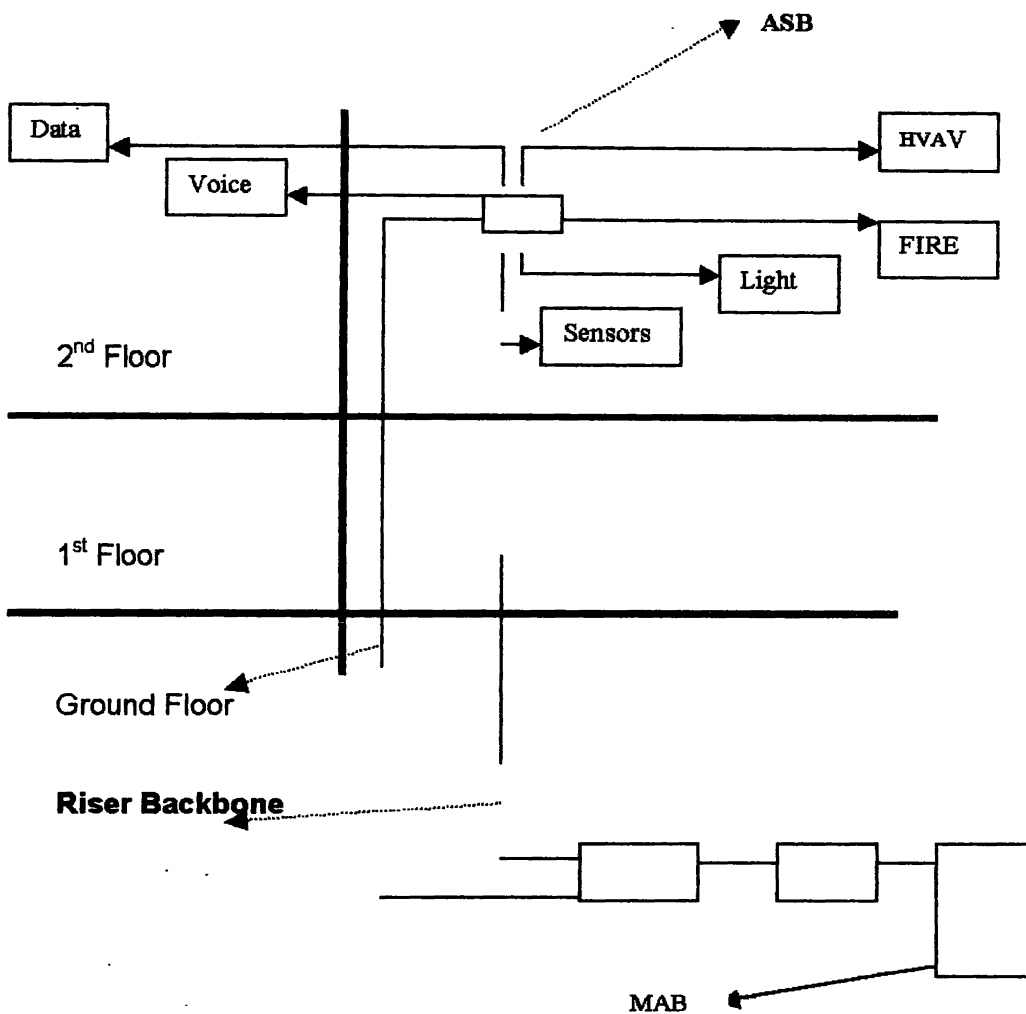 ASB
Data
HVAV
Voice
FIRE
Light
Sensors
2nd Floor
1st Floor
Ground Floor
Riser Backbone
MAB